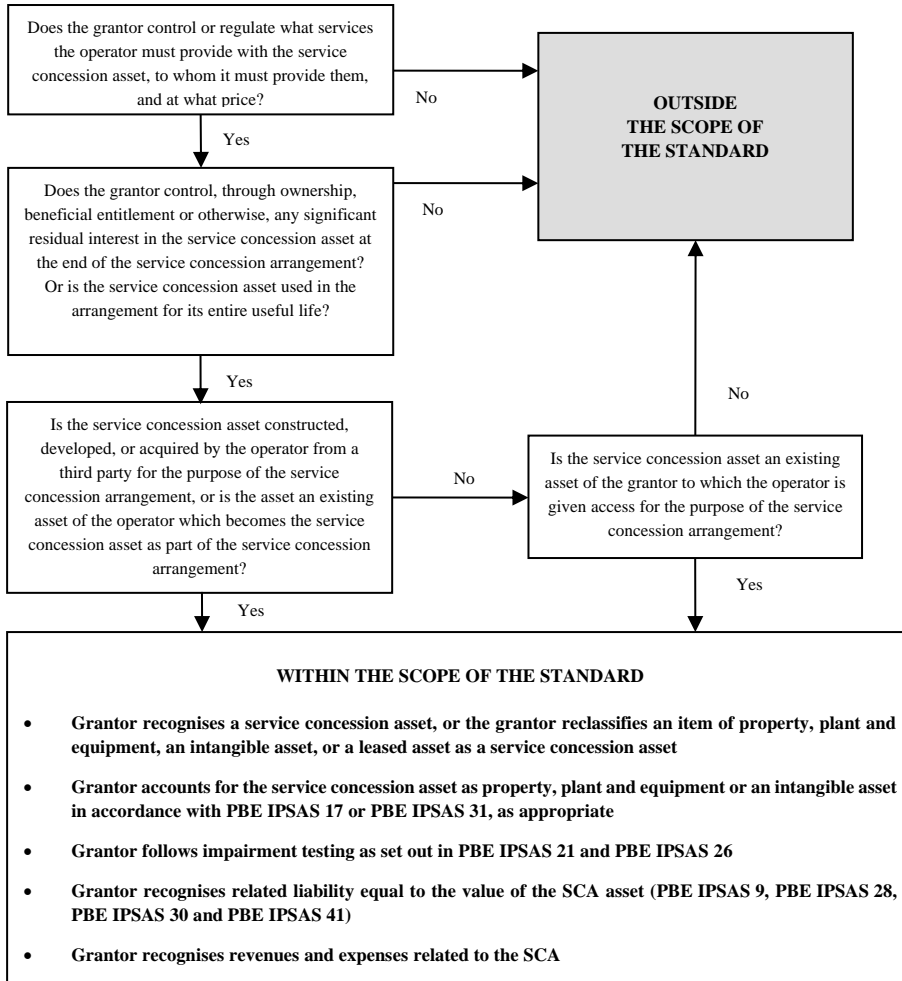 Does the grantor control or regulate what services
the operator must provide with the service
concession asset, to whom it must provide them,
and at what price?
No
Yes
OUTSIDE
THE SCOPE OF
THE STANDARD
Does the grantor control, through ownership,
beneficial entitlement or otherwise, any significant
residual interest in the service concession asset at
the end of the service concession arrangement?
Or is the service concession asset used in the
arrangement for its entire useful life?
No
Yes
Is the service concession asset constructed,
developed, or acquired by the operator from a
third party for the purpose of the service
concession arrangement, or is the asset an existing
asset of the operator which becomes the service
concession asset as part of the service concession
arrangement?
No
Yes
No
Is the service concession asset an existing
asset of the grantor to which the operator is
given access for the purpose of the service
concession arrangement?
Yes
WITHIN THE SCOPE OF THE STANDARD
• Grantor recognises a service concession asset, or the grantor reclassifies an item of property, plant and
equipment, an intangible asset, or a leased asset as a service concession asset
• Grantor accounts for the service concession asset as property, plant and equipment or an intangible asset
in accordance with PBE IPSAS 17 or PBE IPSAS 31, as appropriate
• Grantor follows impairment testing as set out in PBE IPSAS 21 and PBE IPSAS 26
• Grantor recognises related liability equal to the value of the SCA asset (PBE IPSAS 9, PBE IPSAS 28,
PBE IPSAS 30 and PBE IPSAS 41)
• Grantor recognises revenues and expenses related to the SCA